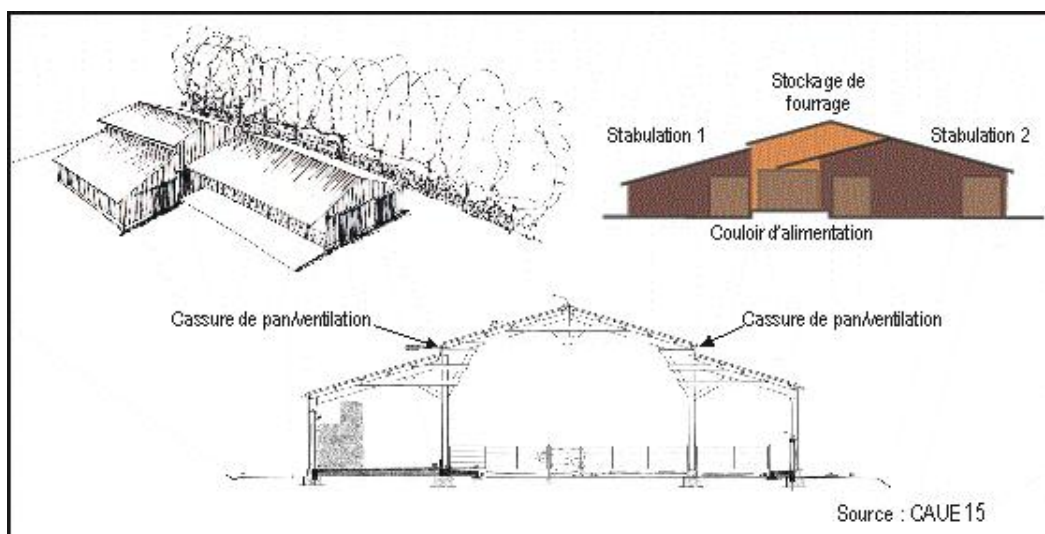 Stockage de
fourrage
Stabulation 1
Stabulation 2
Couloir d'alimentation
Cassure de pan/ventilation
Cassure de pan/ventilation
Source : CAUE 15